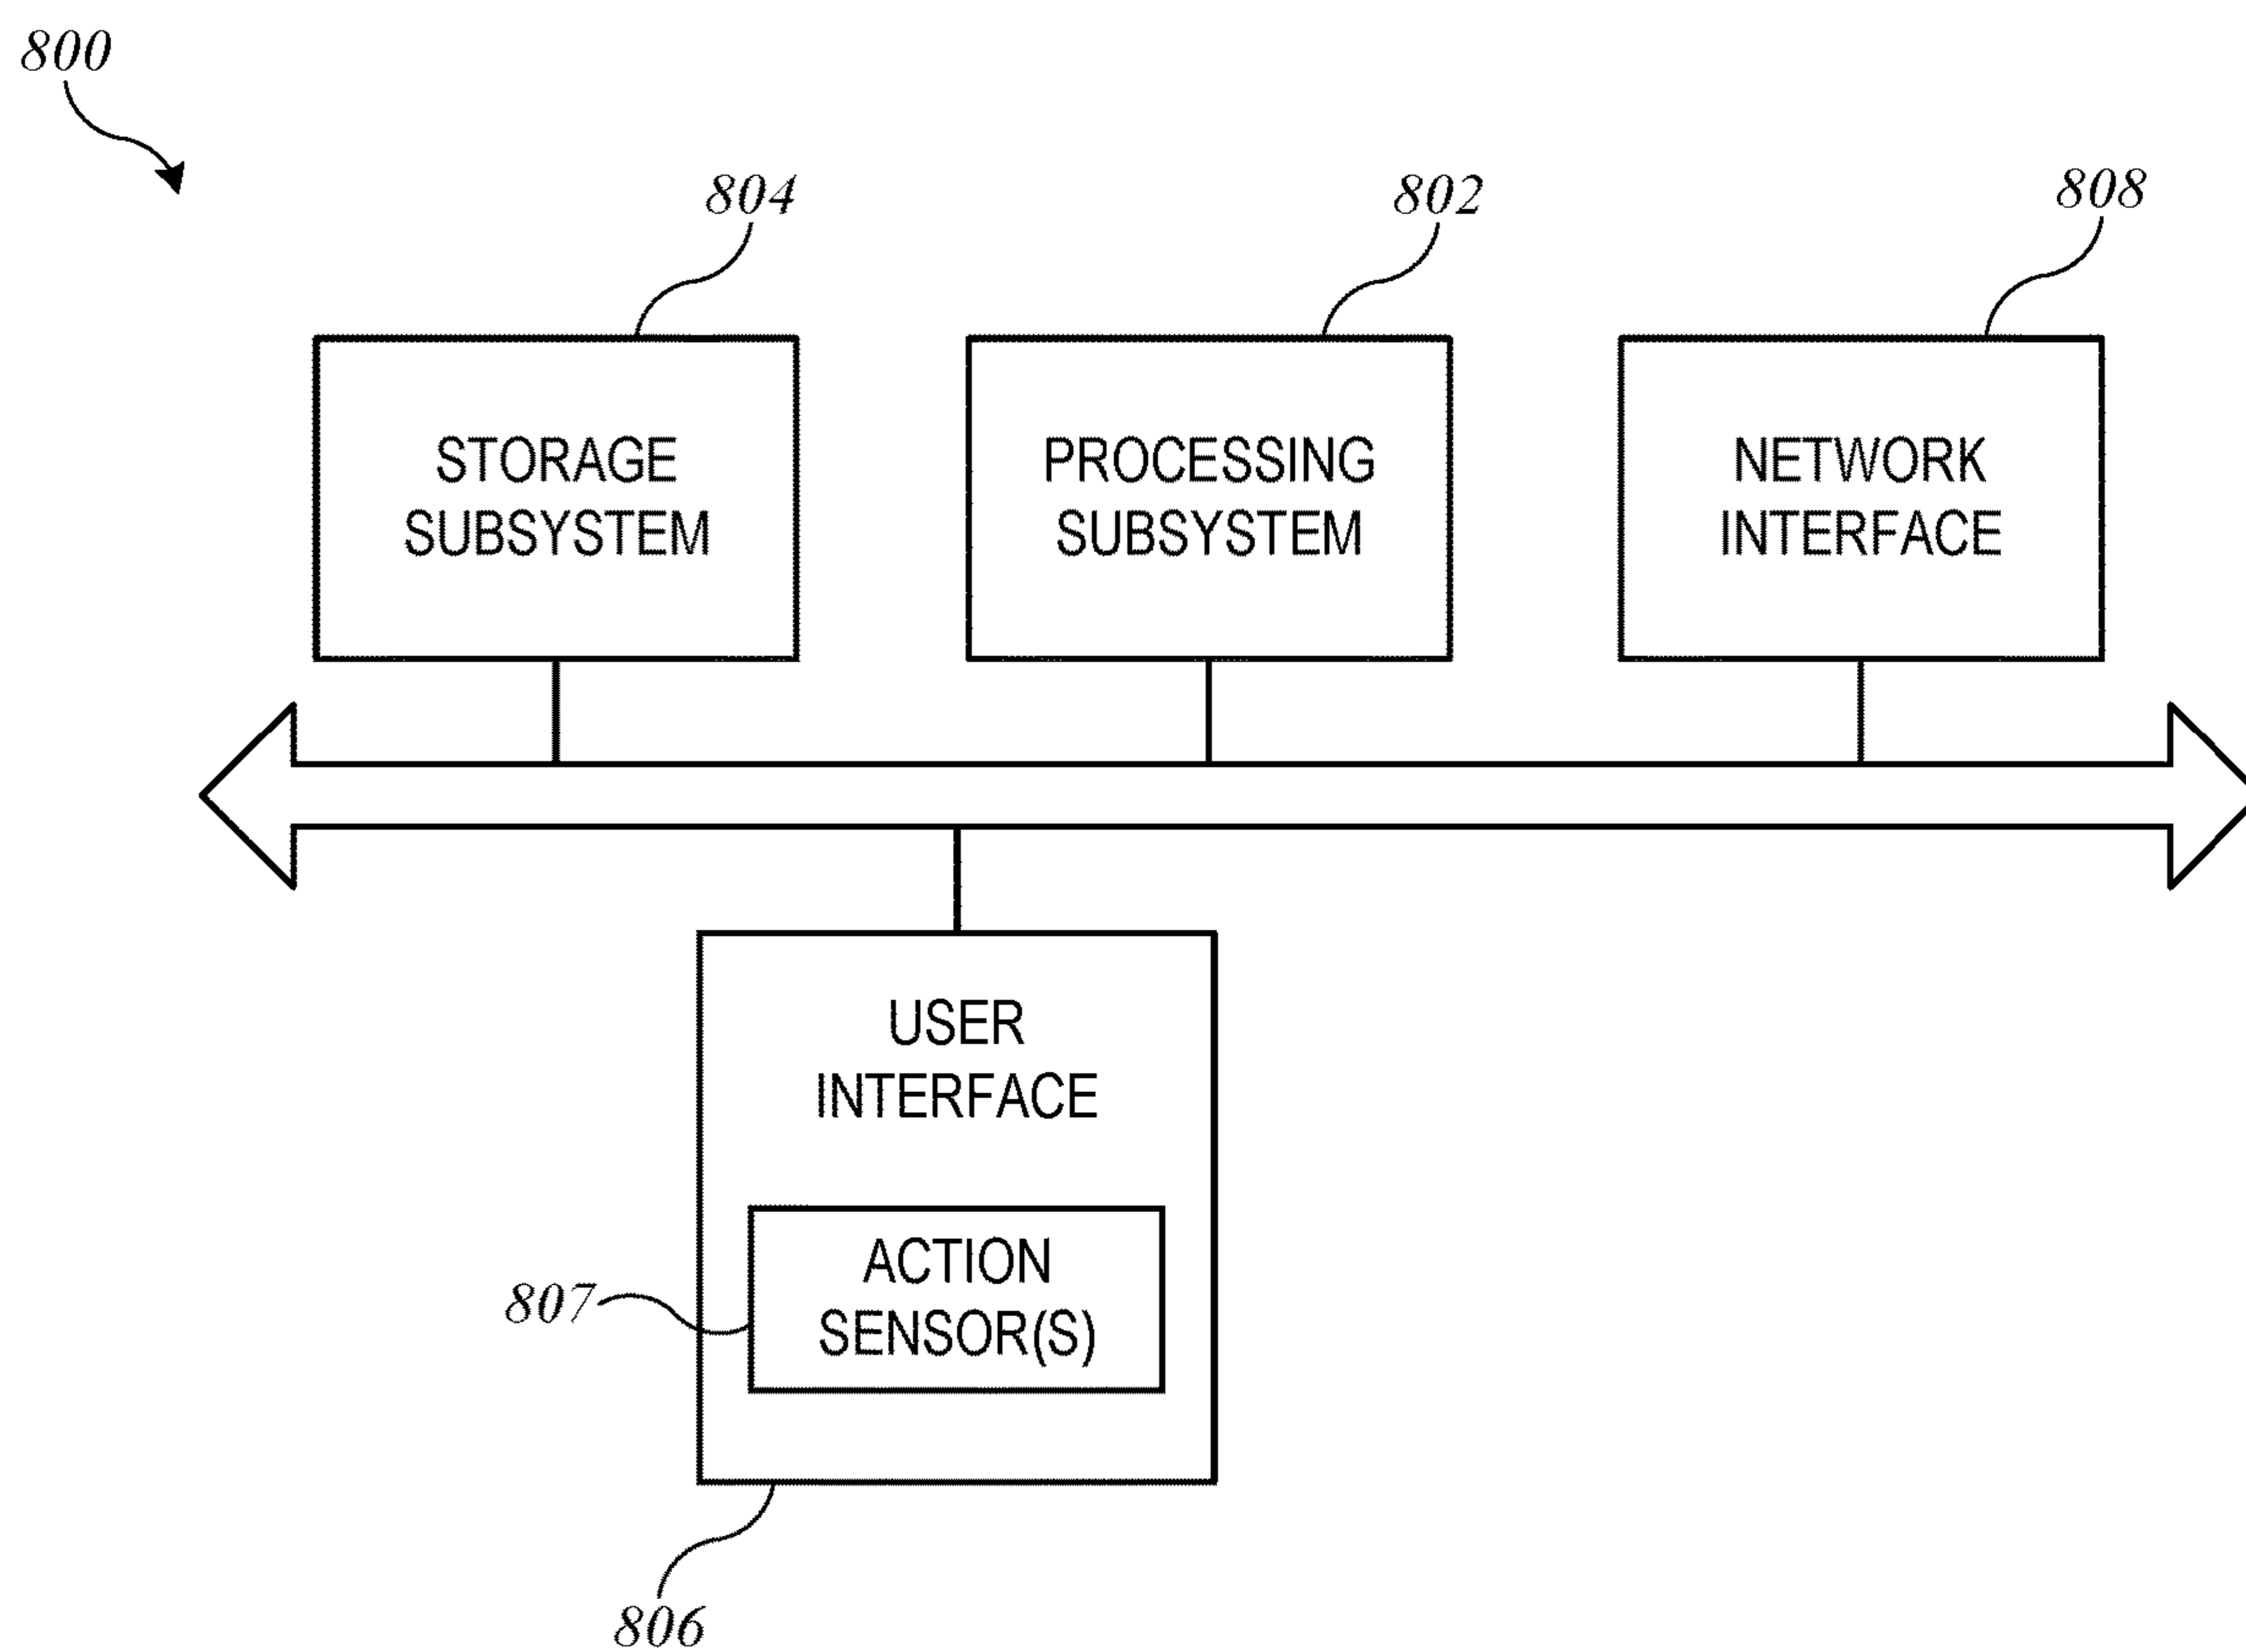 800
804
802
808
STORAGE
SUBSYSTEM
PROCESSING
SUBSYSTEM
NETWORK
INTERFACE
USER
INTERFACE
ACTION
SENSOR(S)
807
806